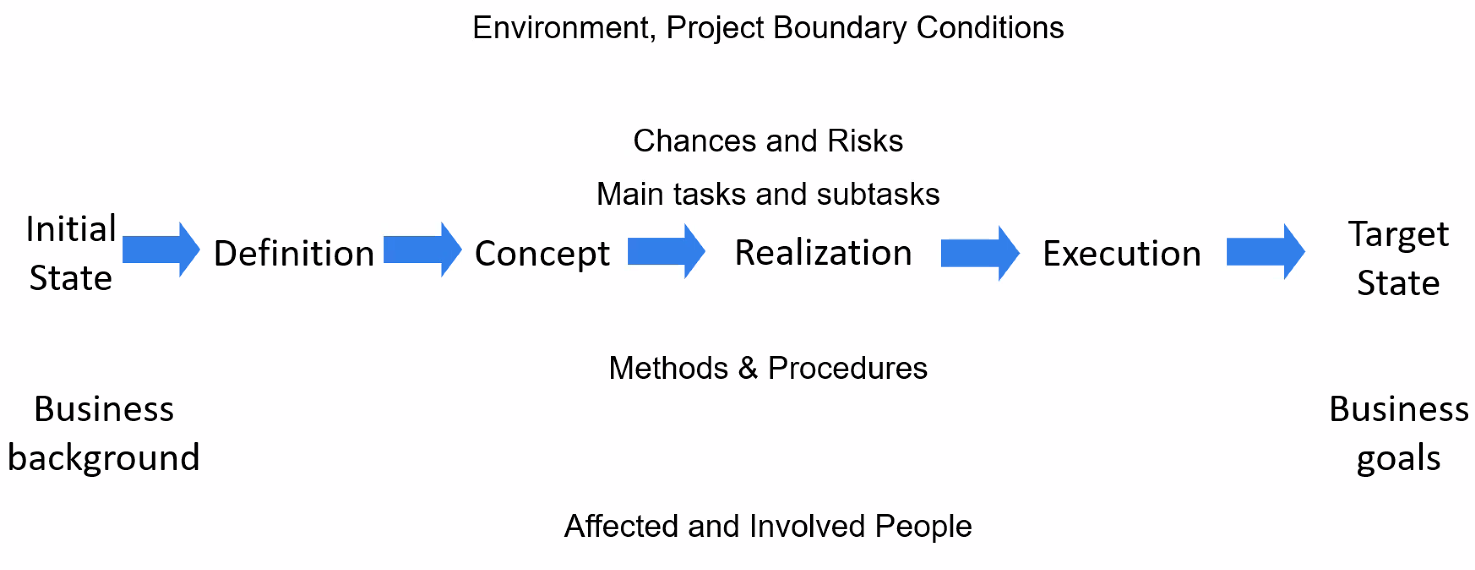 Environment, Project Boundary Conditions
Chances and Risks
Main tasks and subtasks
Initial
State
Definition
Concept
Realization
Execution
Target
State
Methods & Procedures
Business
background
Business
goals
Affected and Involved People